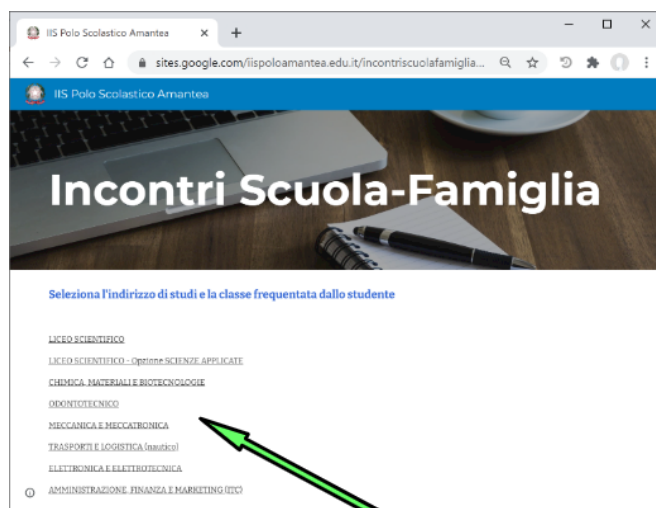 IIS Polo Scolastico Amantea
sites.google.com/iispoloamantea.edu.it/incontriscuolafamiglia...
IIS Polo Scolastico Amantea
Incontri Scuola-Famiglia
Seleziona l'indirizzo di studi e la classe frequentata dallo studente
LICEO SCIENTIFICO
LICEO SCIENTIFICO - Opzione SCIENZE APPLICATE
CHIMICA, MATERIALI E BIOTECNOLOGIE
ODONTOTECNICO
MECCANICA E MECCATRONICA
TRASPORTI E LOGISTICA (nautico)
ELETTRONICA E ELETTROTECNICA
AMMINISTRAZIONE, FINANZA E MARKETING (ITC)